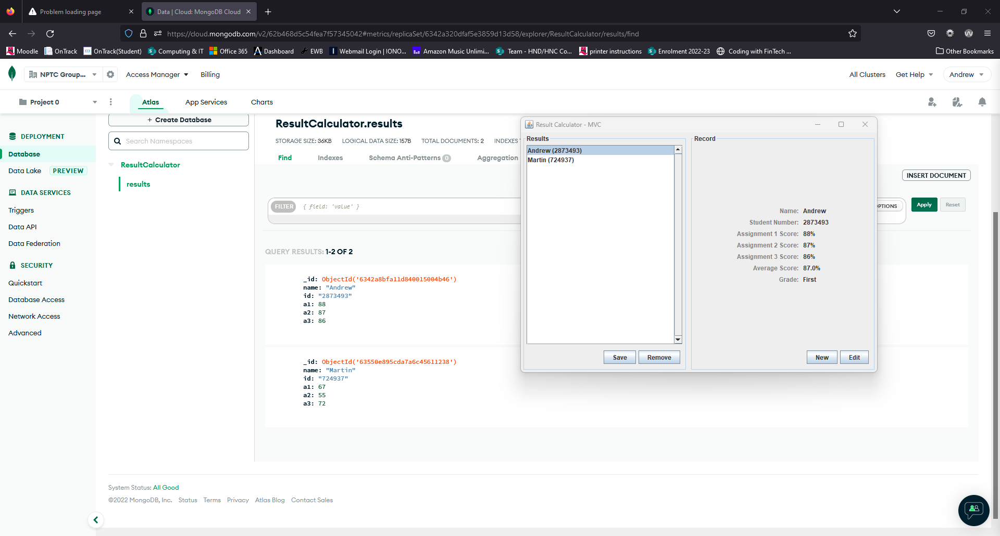 Problem loading page
Data | Cloud: MongoDB Cloud
https://cloud.mongodb.com/v2/62b468d5c54fea7f57345042#metrics/replicaSet/6342a320dfaf5e3859d13d58/explorer/ResultCalculator/results/find
Moodle OnTrack OnTrack(Student) Computing & IT Office 365 Dashboard EWB Webmail Login | IONO... Amazon Music Unlimi... Team - HND/HNC Co... printer instructions Enrolment 2022-23 Coding with FinTech ... Other Bookmarks
NPTC Group... Access Manager Billing All Clusters Get Help Andrew
Project 0 Atlas App Services Charts
+ Create Database
Search Namespaces
ResultCalculator
results
DEPLOYMENT
Database
Data Lake PREVIEW
DATA SERVICES
Triggers
Data API
Data Federation
SECURITY
Quickstart
Database Access
Network Access
Advanced
ResultCalculator.results
STORAGE SIZE: 36KB LOGICAL DATA SIZE: 157B TOTAL DOCUMENTS: 2 INDEXES
Find Indexes Schema Anti-Patterns 0 Aggregation
INSERT DOCUMENT
FILTER { field: 'value' } PTIONS Apply Reset
QUERY RESULTS: 1-2 OF 2
_id: ObjectId('6342a8bfa11d840015004b46')
name: "Andrew"
id: "2873493"
a1: 88
a2: 87
a3: 86
_id: ObjectId('63550e895cda7a6c45611238')
name: "Martin"
id: "724937"
a1: 67
a2: 55
a3: 72
Result Calculator - MVC
Results
Andrew (2873493)
Martin (724937)
Save Remove
Record
Name: Andrew
Student Number: 2873493
Assignment 1 Score: 88%
Assignment 2 Score: 87%
Assignment 3 Score: 86%
Average Score: 87.0%
Grade: First
New Edit
System Status: All Good
©2022 MongoDB, Inc. Status Terms Privacy Atlas Blog Contact Sales